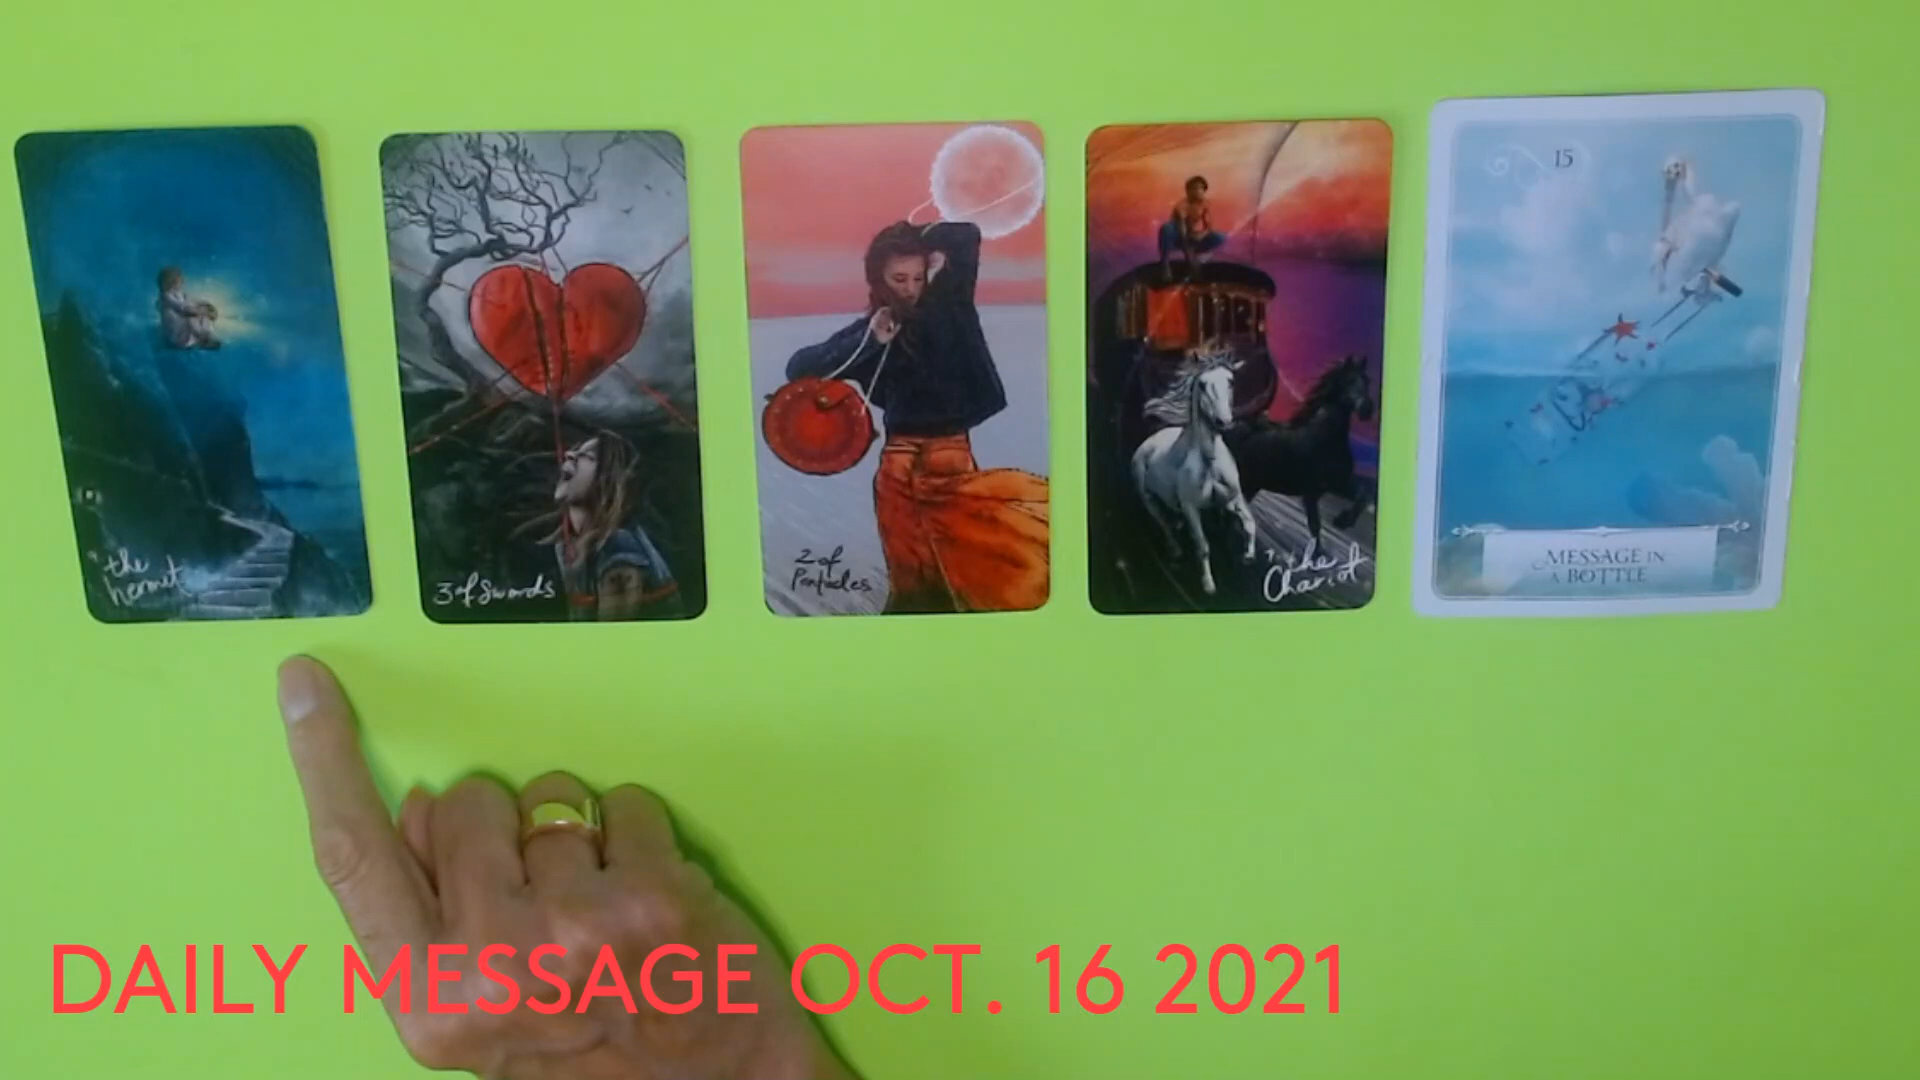 the
hermit
3 of Swords
2 of
Pentacles
7. the
Chariot
15
MESSAGE IN
A BOTTLE
DAILY MESSAGE OCT. 16 2021